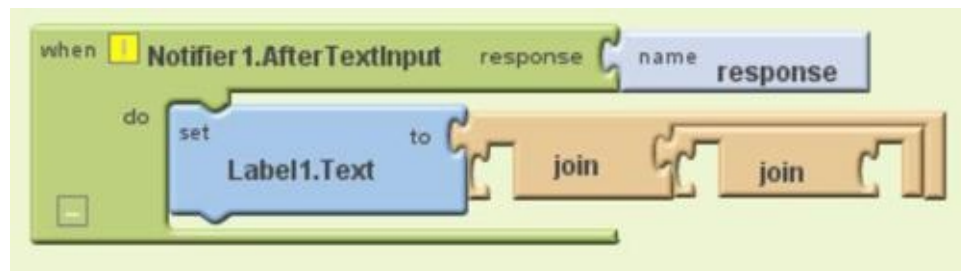 when Notifier1.AfterTextInput response name response
do set to
Label1.Text join join